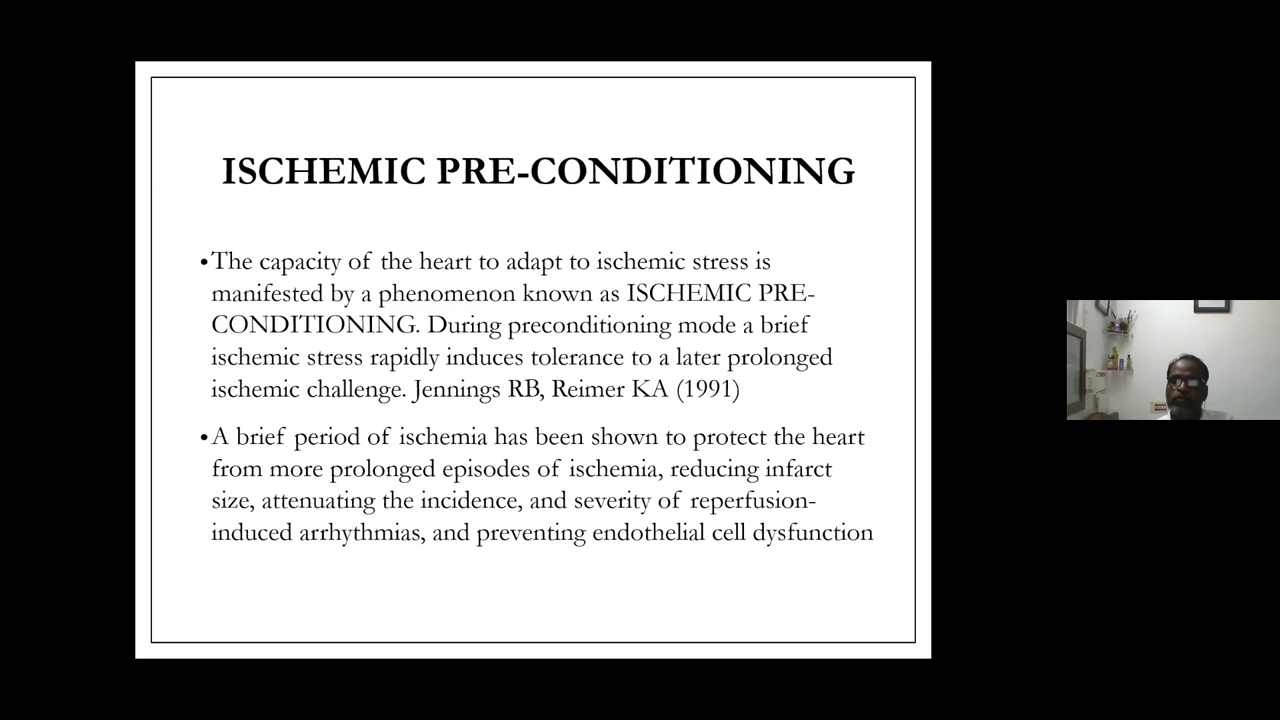 ISCHEMIC PRE-CONDITIONING
•The capacity of the heart to adapt to ischemic stress is
manifested by a phenomenon known as ISCHEMIC PRE-
CONDITIONING. During preconditioning mode a brief
ischemic stress rapidly induces tolerance to a later prolonged
ischemic challenge. Jennings RB, Reimer KA (1991)
•A brief period of ischemia has been shown to protect the heart
from more prolonged episodes of ischemia, reducing infarct
size, attenuating the incidence, and severity of reperfusion-
induced arrhythmias, and preventing endothelial cell dysfunction